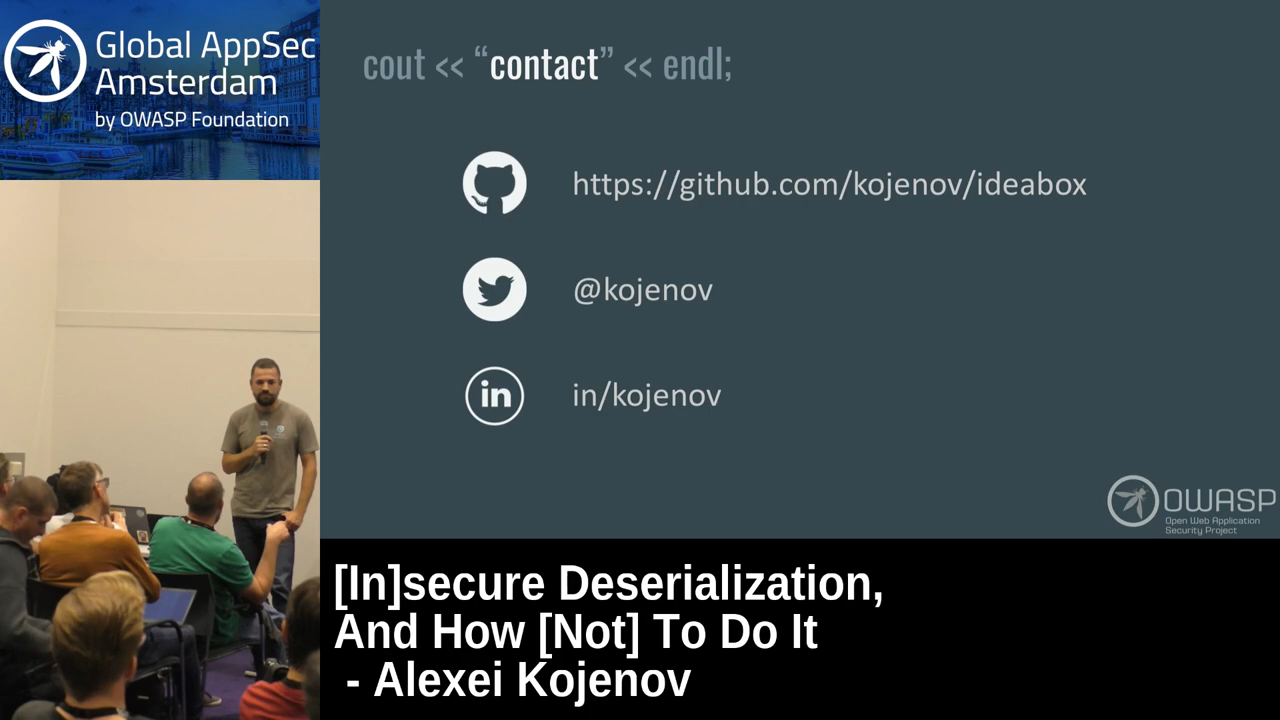 Global AppSec
Amsterdam
by OWASP Foundation
cout << “contact” << endl;
https://github.com/kojenov/ideabox
@kojenov
in
in/kojenov
OWASP
Open Web Application
Security Project
[In]secure Deserialization,
And How [Not] To Do It
- Alexei Kojenov